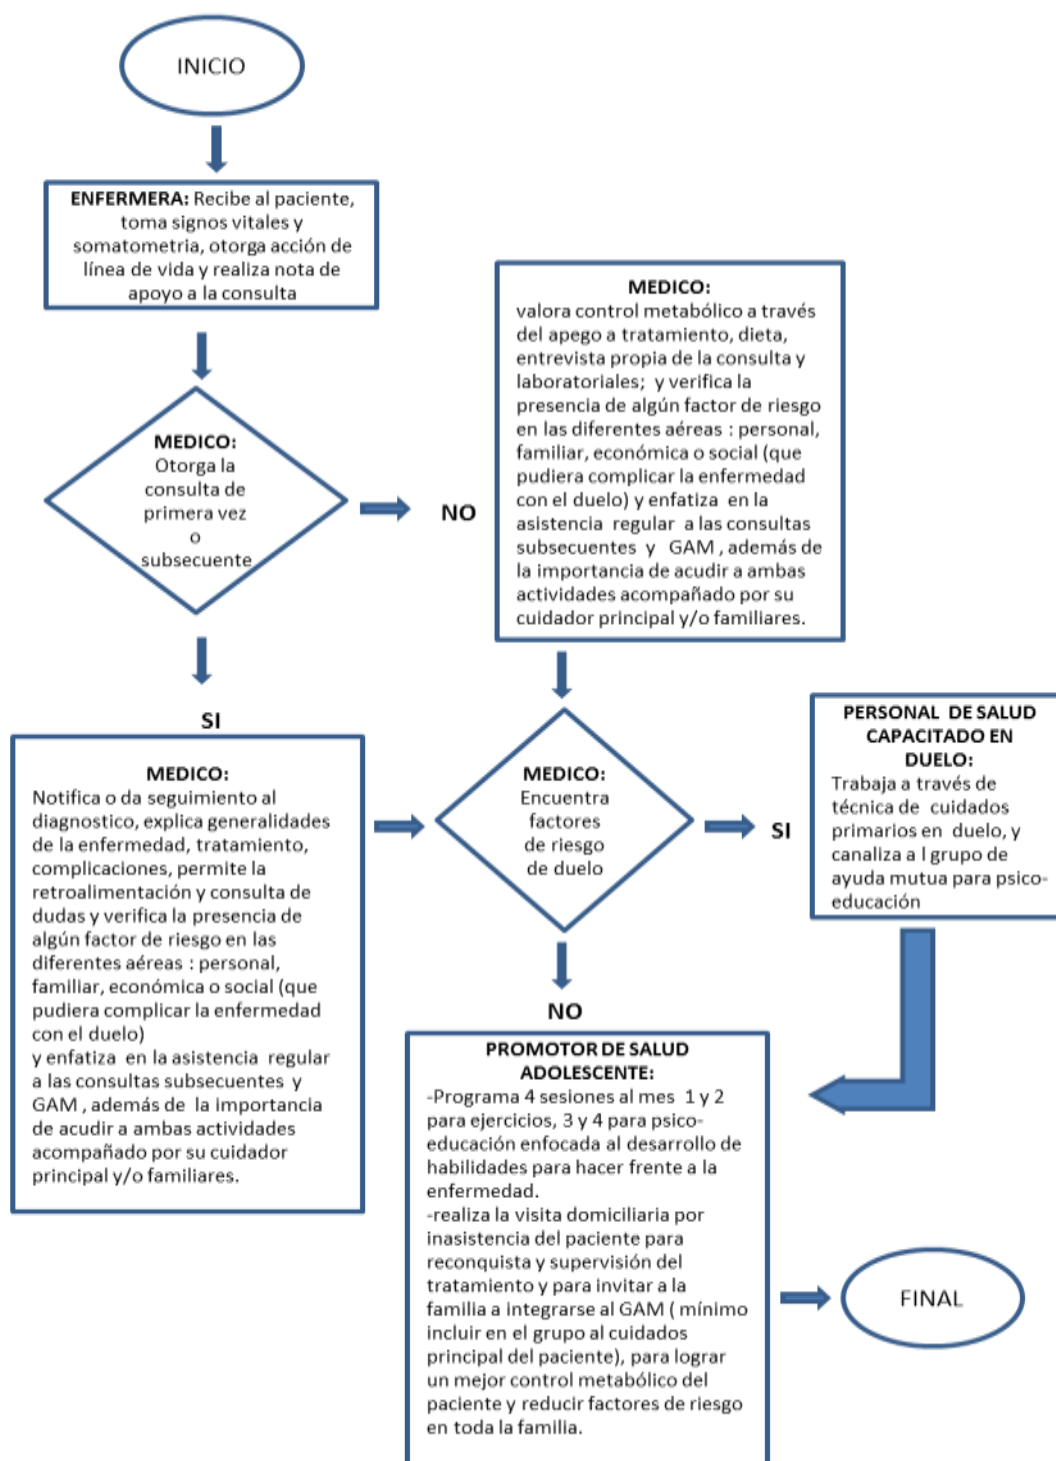 INICIO
ENFERMERA: Recibe al paciente,
toma signos vitales y
somatometria, otorga acción de
línea de vida y realiza nota de
apoyo a la consulta
MEDICO:
Otorga la
consulta de
primera vez
o
subsecuente
NO
MEDICO:
valora control metabólico a través
del apego a tratamiento, dieta,
entrevista propia de la consulta y
laboratoriales; y verifica la
presencia de algún factor de riesgo
en las diferentes aéreas : personal,
familiar, económica o social (que
pudiera complicar la enfermedad
con el duelo) y enfatiza en la
asistencia regular a las consultas
subsecuentes y GAM , además de
la importancia de acudir a ambas
actividades acompañado por su
cuidador principal y/o familiares.
SI
MEDICO:
Notifica o da seguimiento al
diagnostico, explica generalidades
de la enfermedad, tratamiento,
complicaciones, permite la
retroalimentación y consulta de
dudas y verifica la presencia de
algún factor de riesgo en las
diferentes aéreas : personal,
familiar, económica o social (que
pudiera complicar la enfermedad
con el duelo)
y enfatiza en la asistencia regular
a las consultas subsecuentes y
GAM , además de la importancia
de acudir a ambas actividades
acompañado por su cuidador
principal y/o familiares.
MEDICO:
Encuentra
factores
de riesgo
de duelo
SI
PERSONAL DE SALUD
CAPACITADO EN
DUELO:
Trabaja a través de
técnica de cuidados
primarios en duelo, y
canaliza a l grupo de
ayuda mutua para psico-
educación
NO
PROMOTOR DE SALUD
ADOLESCENTE:
-Programa 4 sesiones al mes 1 y 2
para ejercicios, 3 y 4 para psico-
educación enfocada al desarrollo de
habilidades para hacer frente a la
enfermedad.
-realiza la visita domiciliaria por
inasistencia del paciente para
reconquista y supervisión del
tratamiento y para invitar a la
familia a integrarse al GAM ( mínimo
incluir en el grupo al cuidados
principal del paciente), para lograr
un mejor control metabólico del
paciente y reducir factores de riesgo
en toda la familia.
FINAL